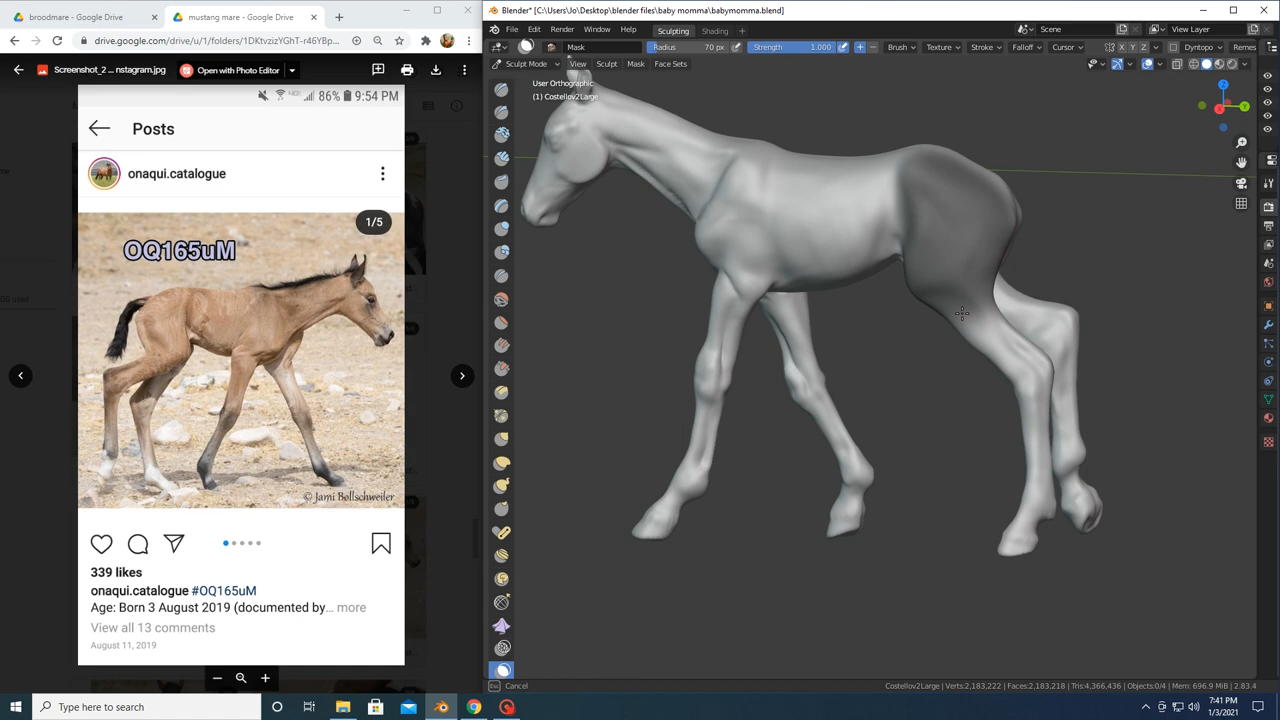 broodmare - Google Drive
mustang mare - Google Drive
drive.google.com/drive/u/1/folders/1DKtvzizYGhT-r46YBp...
Screenshot_2 ... nstagram.jpg
Open with Photo Editor
86% 9:54 PM
Posts
onaqui.catalogue
1/5
OQ165uM
© Jami Bollschweiler
339 likes
onaqui.catalogue #OQ165uM
Age: Born 3 August 2019 (documented by... more
View all 13 comments
August 11, 2019
Blender* [C:\Users\Jo\Desktop\blender files\baby momma\babymomma.blend]
File Edit Render Window Help Sculpting Shading + Scene View Layer
Mask Radius 70 px Strength 1.000 Brush Texture Stroke Falloff Cursor X Y Z Dyntopo Remes
Sculpt Mode View Sculpt Mask Face Sets
User Orthographic
(1) Costellov2Large
Z
Y
X
Esc Cancel
Costellov2Large | Verts:2,183,222 | Faces:2,183,218 | Tris:4,366,436 | Objects:0/4 | Mem: 696.9 MiB | 2.83.4
Type here to search
7:41 PM
1/3/2021